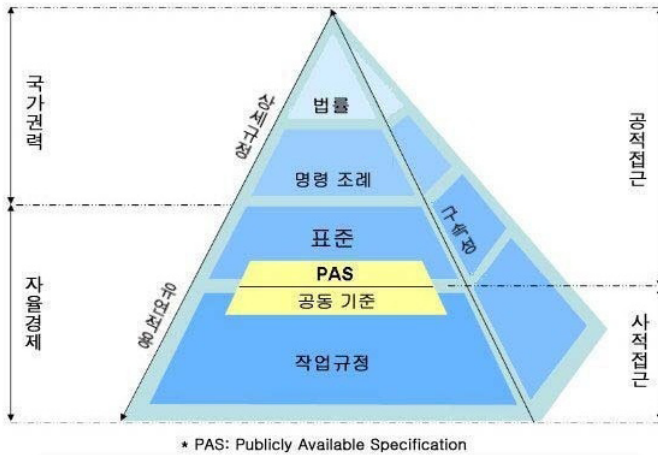 법률
국가권력
상세규정
공적접근
명령 조례
표준
구속성
PAS
공동 기준
자율경제
유연적용
사적접근
작업규정
* PAS: Publicly Available Specification